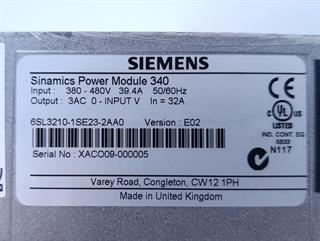 SIEMENS
Sinamics Power Module 340
Input : 380 - 480V 39.4A 50/60Hz
Output : 3AC 0 - INPUT V In = 32A
6SL3210-1SE23-2AA0 Version : E02
Serial No : XACO09-000005
CE
UL
LISTED
IND. CONT. EQ.
5B33
N117
Varey Road, Congleton, CW12 1PH
Made in United Kingdom